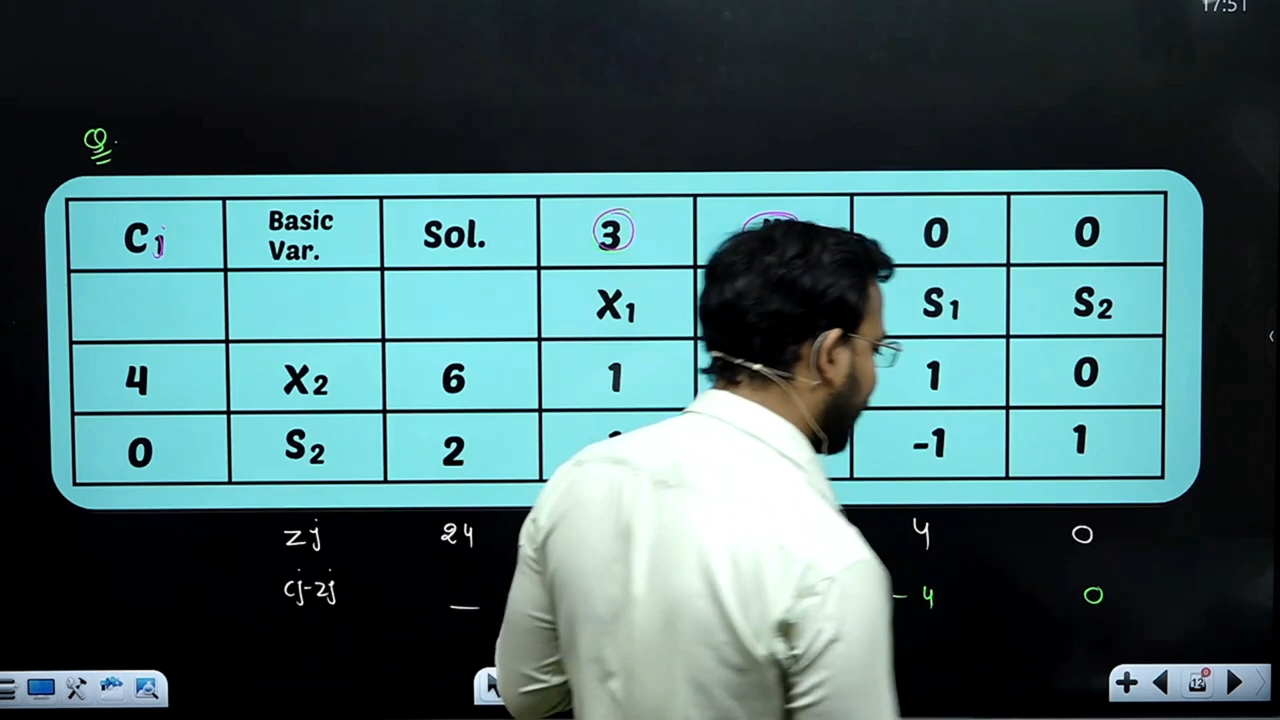 17:51
Q.
Cj Basic Var. Sol. 3 0 0
X1 S1 S2
4 X2 6 1 1 0
0 S2 2 -1 1
zj 24 4 0
cj-zj — -4 0
12